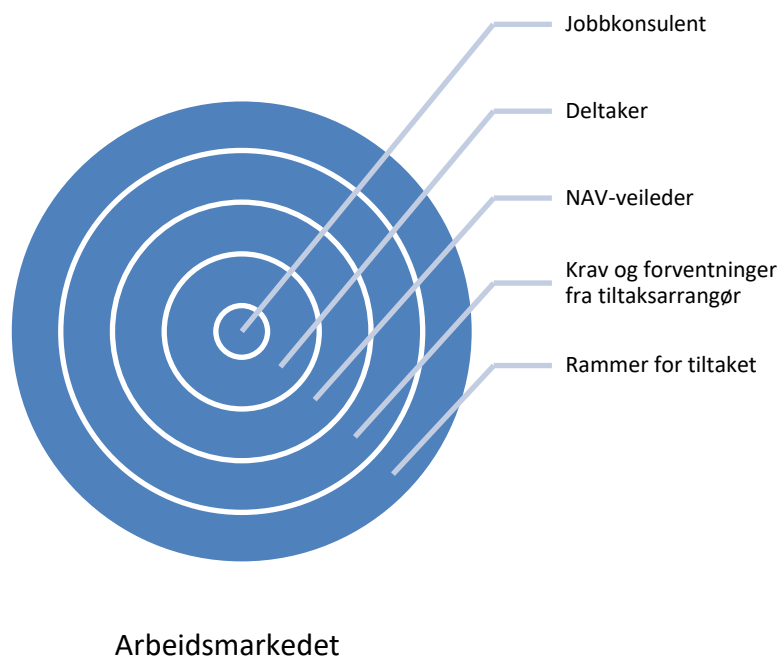 Jobbkonsulent
Deltaker
NAV-veileder
Krav og forventninger
fra tiltaksarrangør
Rammer for tiltaket
Arbeidsmarkedet